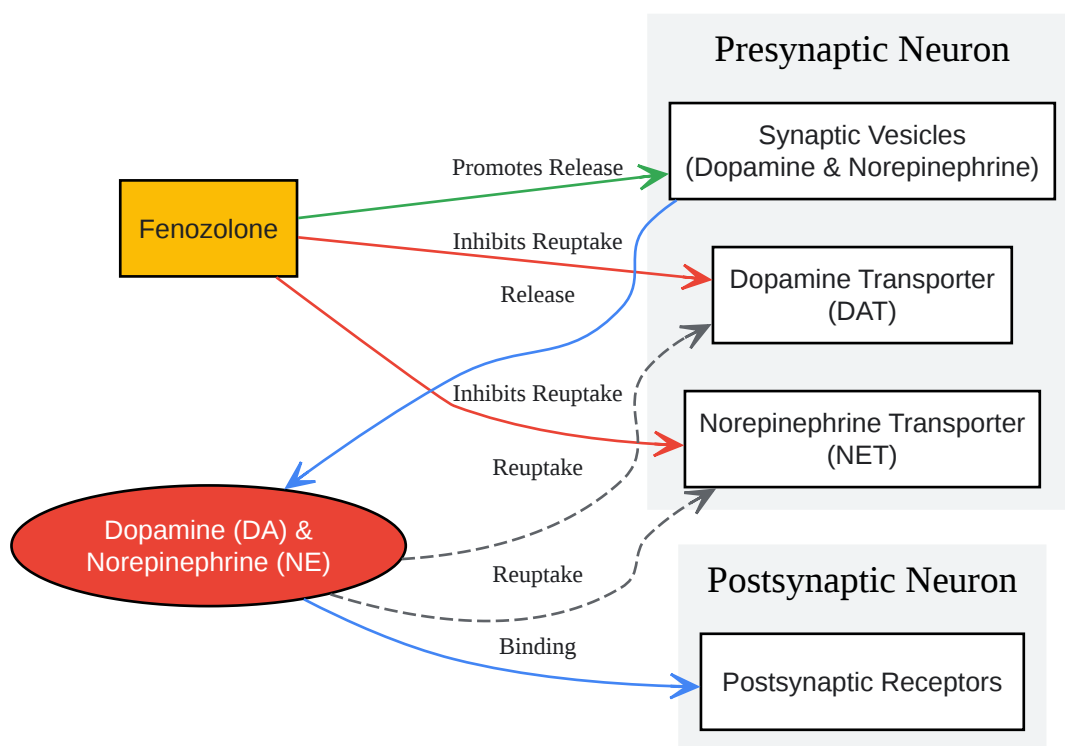 Presynaptic Neuron
Synaptic Vesicles
(Dopamine & Norepinephrine)
Promotes Release
Fenozolone
Inhibits Reuptake
Dopamine Transporter
(DAT)
Release
Inhibits Reuptake
Norepinephrine Transporter
(NET)
Reuptake
Dopamine (DA) &
Norepinephrine (NE)
Reuptake
Postsynaptic Neuron
Binding
Postsynaptic Receptors